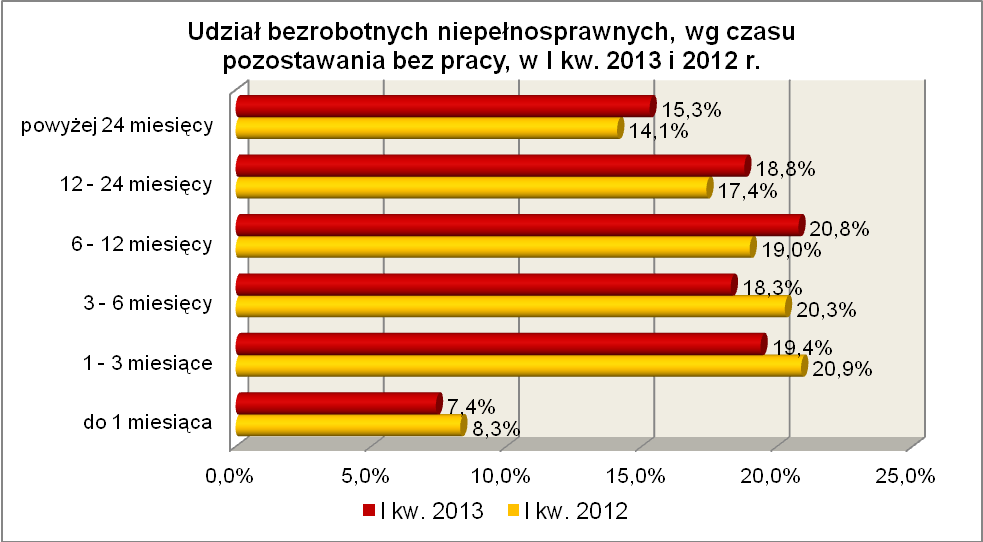 Udział bezrobotnych niepełnosprawnych, wg czasu
pozostawania bez pracy, w I kw. 2013 i 2012 r.
powyżej 24 miesięcy
15,3%
14,1%
12 - 24 miesięcy
18,8%
17,4%
6 - 12 miesięcy
20,8%
19,0%
3 - 6 miesięcy
18,3%
20,3%
1 - 3 miesiące
19,4%
20,9%
do 1 miesiąca
7,4%
8,3%
0,0% 5,0% 10,0% 15,0% 20,0% 25,0%
I kw. 2013 I kw. 2012